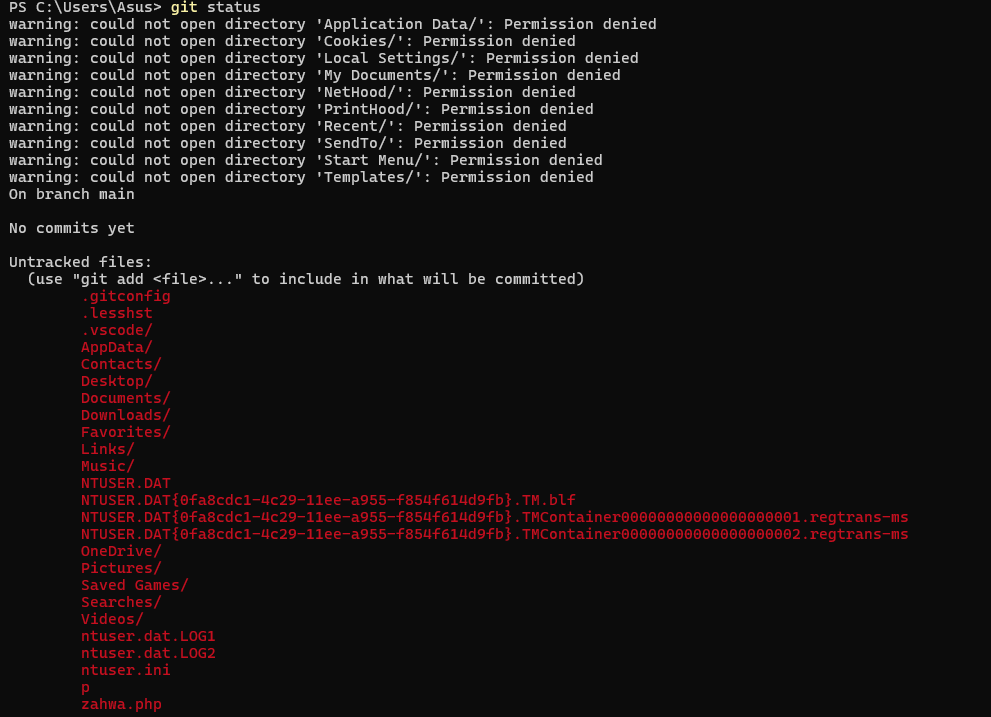 PS C:\Users\Asus> git status
warning: could not open directory 'Application Data/': Permission denied
warning: could not open directory 'Cookies/': Permission denied
warning: could not open directory 'Local Settings/': Permission denied
warning: could not open directory 'My Documents/': Permission denied
warning: could not open directory 'NetHood/': Permission denied
warning: could not open directory 'PrintHood/': Permission denied
warning: could not open directory 'Recent/': Permission denied
warning: could not open directory 'SendTo/': Permission denied
warning: could not open directory 'Start Menu/': Permission denied
warning: could not open directory 'Templates/': Permission denied
On branch main
No commits yet
Untracked files:
(use "git add <file>..." to include in what will be committed)
.gitconfig
.lesshst
.vscode/
AppData/
Contacts/
Desktop/
Documents/
Downloads/
Favorites/
Links/
Music/
NTUSER.DAT
NTUSER.DAT{0fa8cdc1-4c29-11ee-a955-f854f614d9fb}.TM.blf
NTUSER.DAT{0fa8cdc1-4c29-11ee-a955-f854f614d9fb}.TMContainer00000000000000000001.regtrans-ms
NTUSER.DAT{0fa8cdc1-4c29-11ee-a955-f854f614d9fb}.TMContainer00000000000000000002.regtrans-ms
OneDrive/
Pictures/
Saved Games/
Searches/
Videos/
ntuser.dat.LOG1
ntuser.dat.LOG2
ntuser.ini
p
zahwa.php